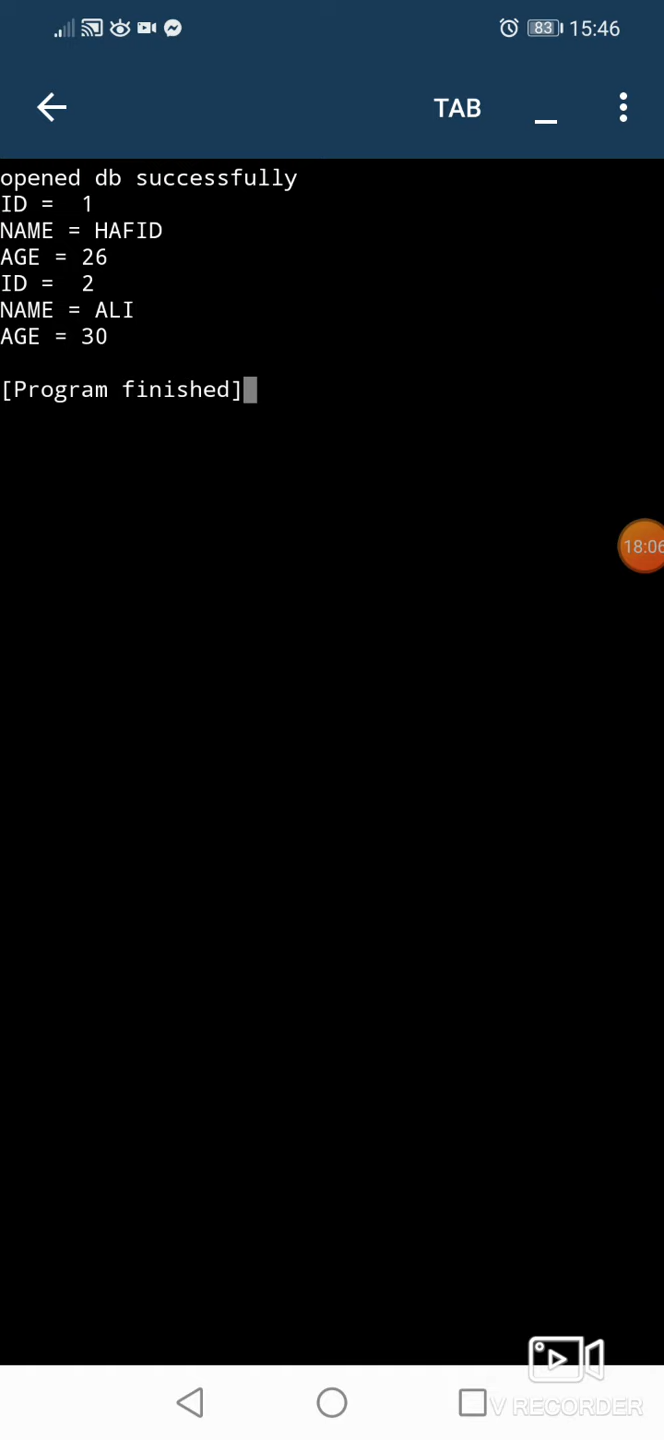 83 15:46
TAB
opened db successfully
ID =  1
NAME = HAFID
AGE = 26
ID =  2
NAME = ALI
AGE = 30
[Program finished]
18:06
V RECORDER